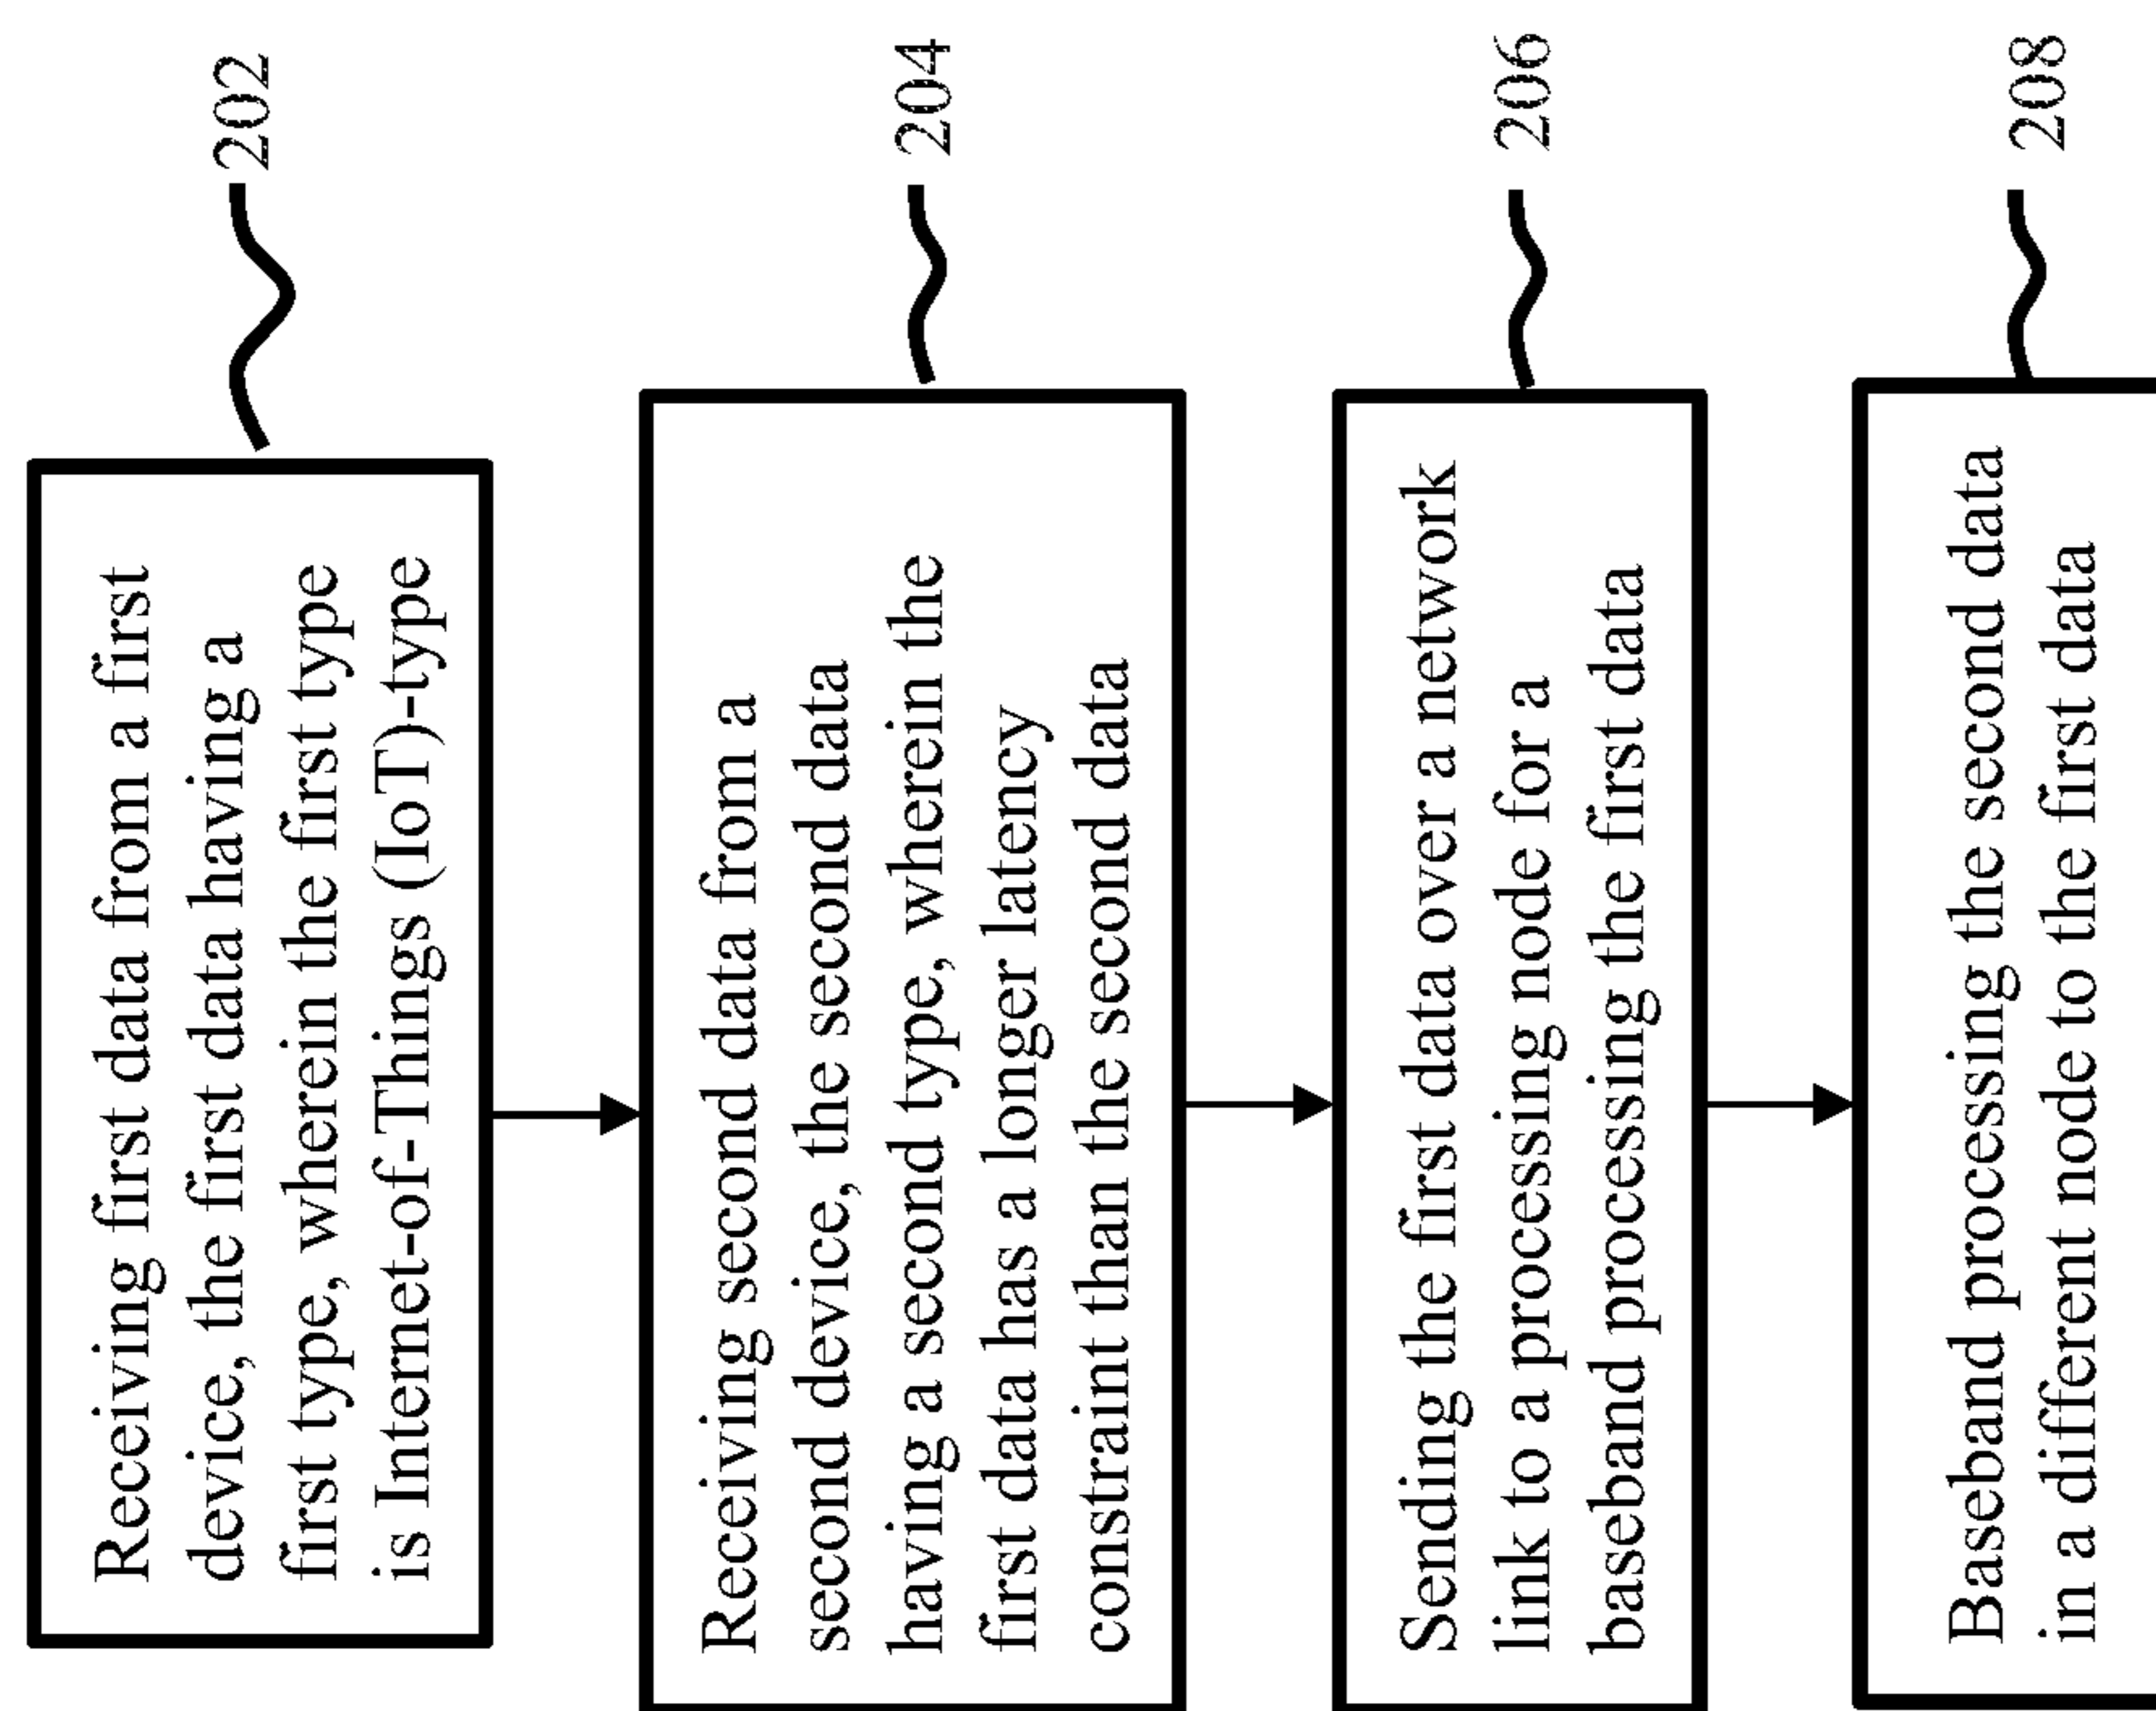 Receiving first data from a first
device, the first data having a
first type, wherein the first type
is Internet-of-Things (IoT)-type
202
Receiving second data from a
second device, the second data
having a second type, wherein the
first data has a longer latency
constraint than the second data
204
Sending the first data over a network
link to a processing node for a
baseband processing the first data
206
Baseband processing the second data
in a different node to the first data
208